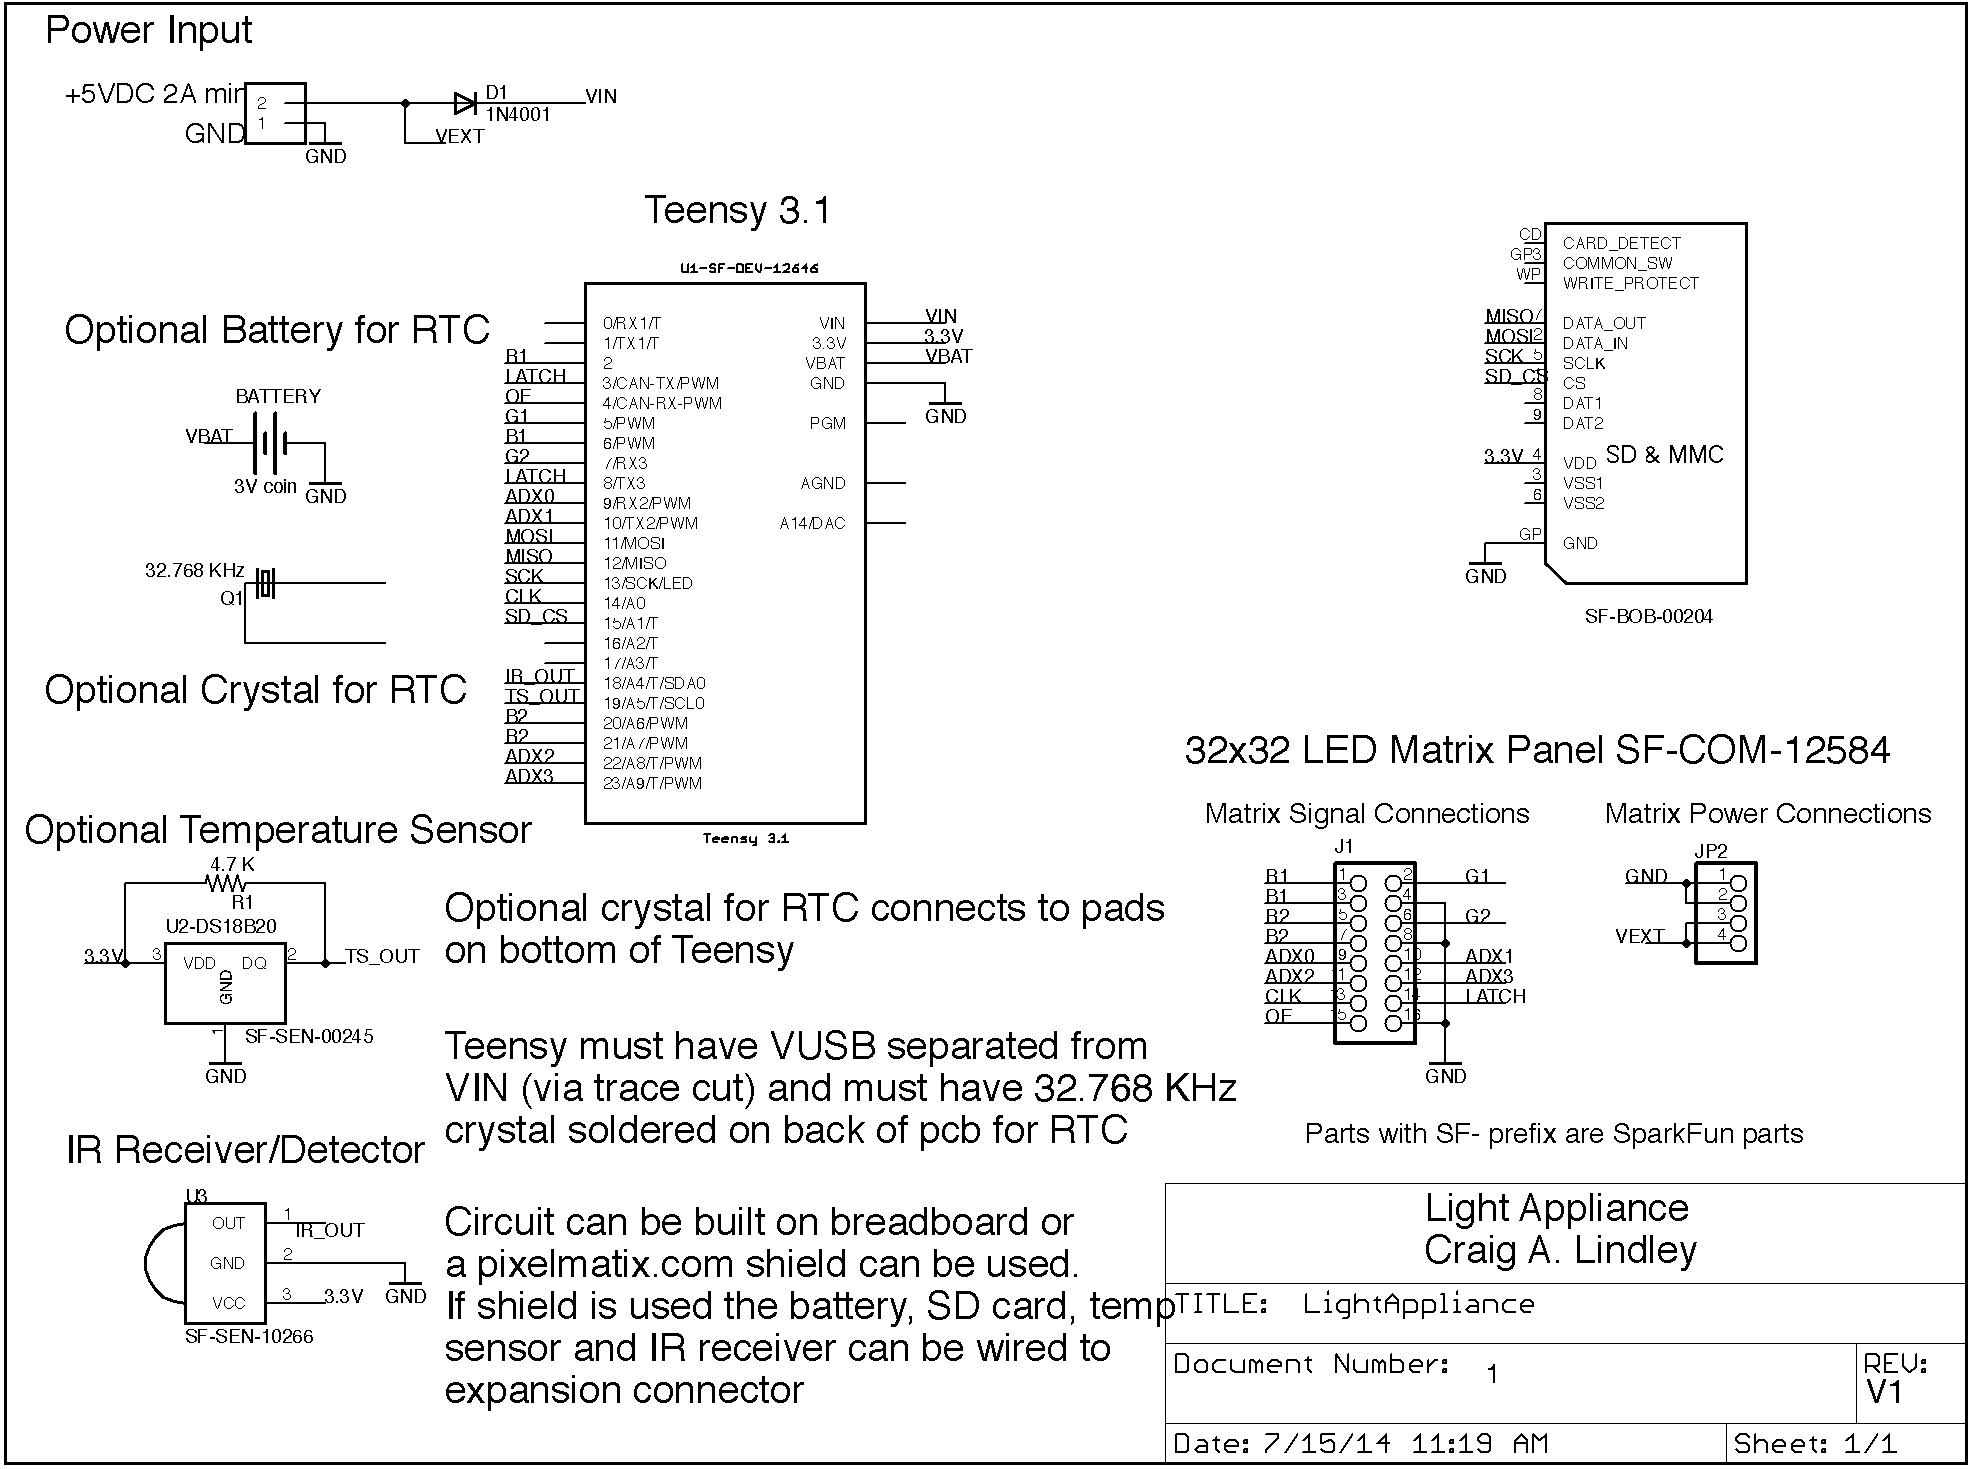 Power Input
+5VDC 2A min
GND
2
1
GND
D1
1N4001
VIN
VEXT
Teensy 3.1
U1-SF-DEV-12646
Optional Battery for RTC
BATTERY
VBAT
3V coin
GND
32.768 KHz
Q1
Optional Crystal for RTC
R1
LATCH
OE
G1
B1
G2
LATCH
ADX0
ADX1
MOSI
MISO
SCK
CLK
SD_CS
IR_OUT
TS_OUT
B2
R2
ADX2
ADX3
0/RX1/T
1/TX1/T
2
3/CAN-TX/PWM
4/CAN-RX-PWM
5/PWM
6/PWM
7/RX3
8/TX3
9/RX2/PWM
10/TX2/PWM
11/MOSI
12/MISO
13/SCK/LED
14/A0
15/A1/T
16/A2/T
17/A3/T
18/A4/T/SDA0
19/A5/T/SCL0
20/A6/PWM
21/A7/PWM
22/A8/T/PWM
23/A9/T/PWM
VIN
3.3V
VBAT
GND
PGM
AGND
A14/DAC
VIN
3.3V
VBAT
GND
Teensy 3.1
CD
GP3
WP
MISO 7
MOSI 2
SCK 5
SD_CS 1
8
9
3.3V 4
3
6
GP
GND
CARD_DETECT
COMMON_SW
WRITE_PROTECT
DATA_OUT
DATA_IN
SCLK
CS
DAT1
DAT2
SD & MMC
VDD
VSS1
VSS2
GND
SF-BOB-00204
Optional Temperature Sensor
4.7 K
R1
U2-DS18B20
3.3V
3
VDD
GND
DQ
2
TS_OUT
1
SF-SEN-00245
GND
Optional crystal for RTC connects to pads
on bottom of Teensy
Teensy must have VUSB separated from
VIN (via trace cut) and must have 32.768 KHz
crystal soldered on back of pcb for RTC
IR Receiver/Detector
U3
OUT
GND
VCC
1
IR_OUT
2
3
3.3V
GND
SF-SEN-10266
Circuit can be built on breadboard or
a pixelmatix.com shield can be used.
If shield is used the battery, SD card, temp
sensor and IR receiver can be wired to
expansion connector
32x32 LED Matrix Panel SF-COM-12584
Matrix Signal Connections
J1
R1 1 2 G1
B1 3 4
R2 5 6 G2
B2 7 8
ADX0 9 10 ADX1
ADX2 11 12 ADX3
CLK 13 14 LATCH
OE 15 16
GND
Matrix Power Connections
JP2
GND
VEXT
1
2
3
4
Parts with SF- prefix are SparkFun parts
Light Appliance
Craig A. Lindley
TITLE: LightAppliance
Document Number: 1
REV:
V1
Date: 7/15/14 11:19 AM
Sheet: 1/1